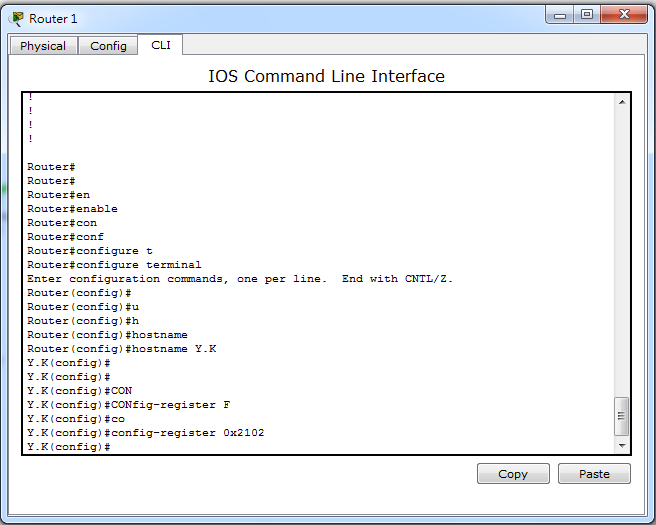 Router 1
Physical Config CLI
IOS Command Line Interface
!
!
!
!
Router#
Router#
Router#en
Router#enable
Router#con
Router#conf
Router#configure t
Router#configure terminal
Enter configuration commands, one per line.  End with CNTL/Z.
Router(config)#
Router(config)#u
Router(config)#h
Router(config)#hostname
Router(config)#hostname Y.K
Y.K(config)#
Y.K(config)#
Y.K(config)#CON
Y.K(config)#CONfig-register F
Y.K(config)#co
Y.K(config)#config-register 0x2102
Y.K(config)#
Copy Paste